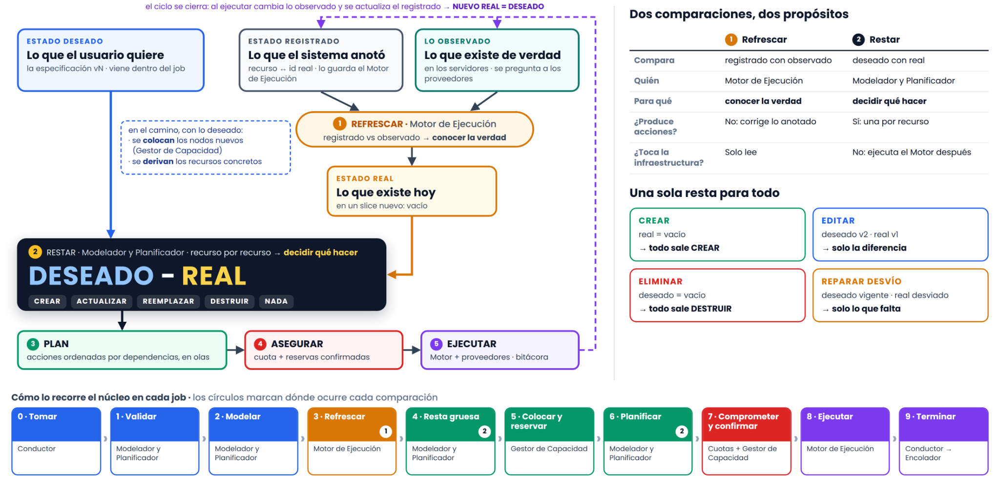 el ciclo se cierra: al ejecutar cambia lo observado y se actualiza el registrado → NUEVO REAL = DESEADO
ESTADO DESEADO
Lo que el usuario quiere
la especificación vN · viene dentro del job
ESTADO REGISTRADO
Lo que el sistema anotó
recurso ↔ id real · lo guarda el Motor
de Ejecución
LO OBSERVADO
Lo que existe de verdad
en los servidores · se pregunta a los
proveedores
en el camino, con lo deseado:
· se colocan los nodos nuevos
(Gestor de Capacidad)
· se derivan los recursos concretos
1 REFRESCAR · Motor de Ejecución
registrado vs observado → conocer la verdad
ESTADO REAL
Lo que existe hoy
en un slice nuevo: vacío
2 RESTAR · Modelador y Planificador · recurso por recurso → decidir qué hacer
DESEADO – REAL
CREAR ACTUALIZAR REEMPLAZAR DESTRUIR NADA
3 PLAN
acciones ordenadas por dependencias, en olas
4 ASEGURAR
cuota + reservas confirmadas
5 EJECUTAR
Motor + proveedores · bitácora
Dos comparaciones, dos propósitos
1 Refrescar 2 Restar
Compara registrado con observado deseado con real
Quién Motor de Ejecución Modelador y Planificador
Para qué conocer la verdad decidir qué hacer
¿Produce No: corrige lo anotado Sí: una por recurso
acciones?
¿Toca la Solo lee No: ejecuta el Motor después
infraestructura?
Una sola resta para todo
CREAR
real = vacío
→ todo sale CREAR
EDITAR
deseado v2 · real v1
→ solo la diferencia
ELIMINAR
deseado = vacío
→ todo sale DESTRUIR
REPARAR DESVÍO
deseado vigente · real desviado
→ solo lo que falta
Cómo lo recorre el núcleo en cada job · los círculos marcan dónde ocurre cada comparación
0 · Tomar
Conductor
1 · Validar
Modelador y
Planificador
2 · Modelar
Modelador y
Planificador
3 · Refrescar
1
Motor de Ejecución
4 · Resta gruesa
2
Modelador y
Planificador
5 · Colocar y
reservar
Gestor de Capacidad
6 · Planificar
2
Modelador y
Planificador
7 · Comprometer
y confirmar
Cuotas + Gestor de
Capacidad
8 · Ejecutar
Motor de Ejecución
9 · Terminar
Conductor →
Encolador